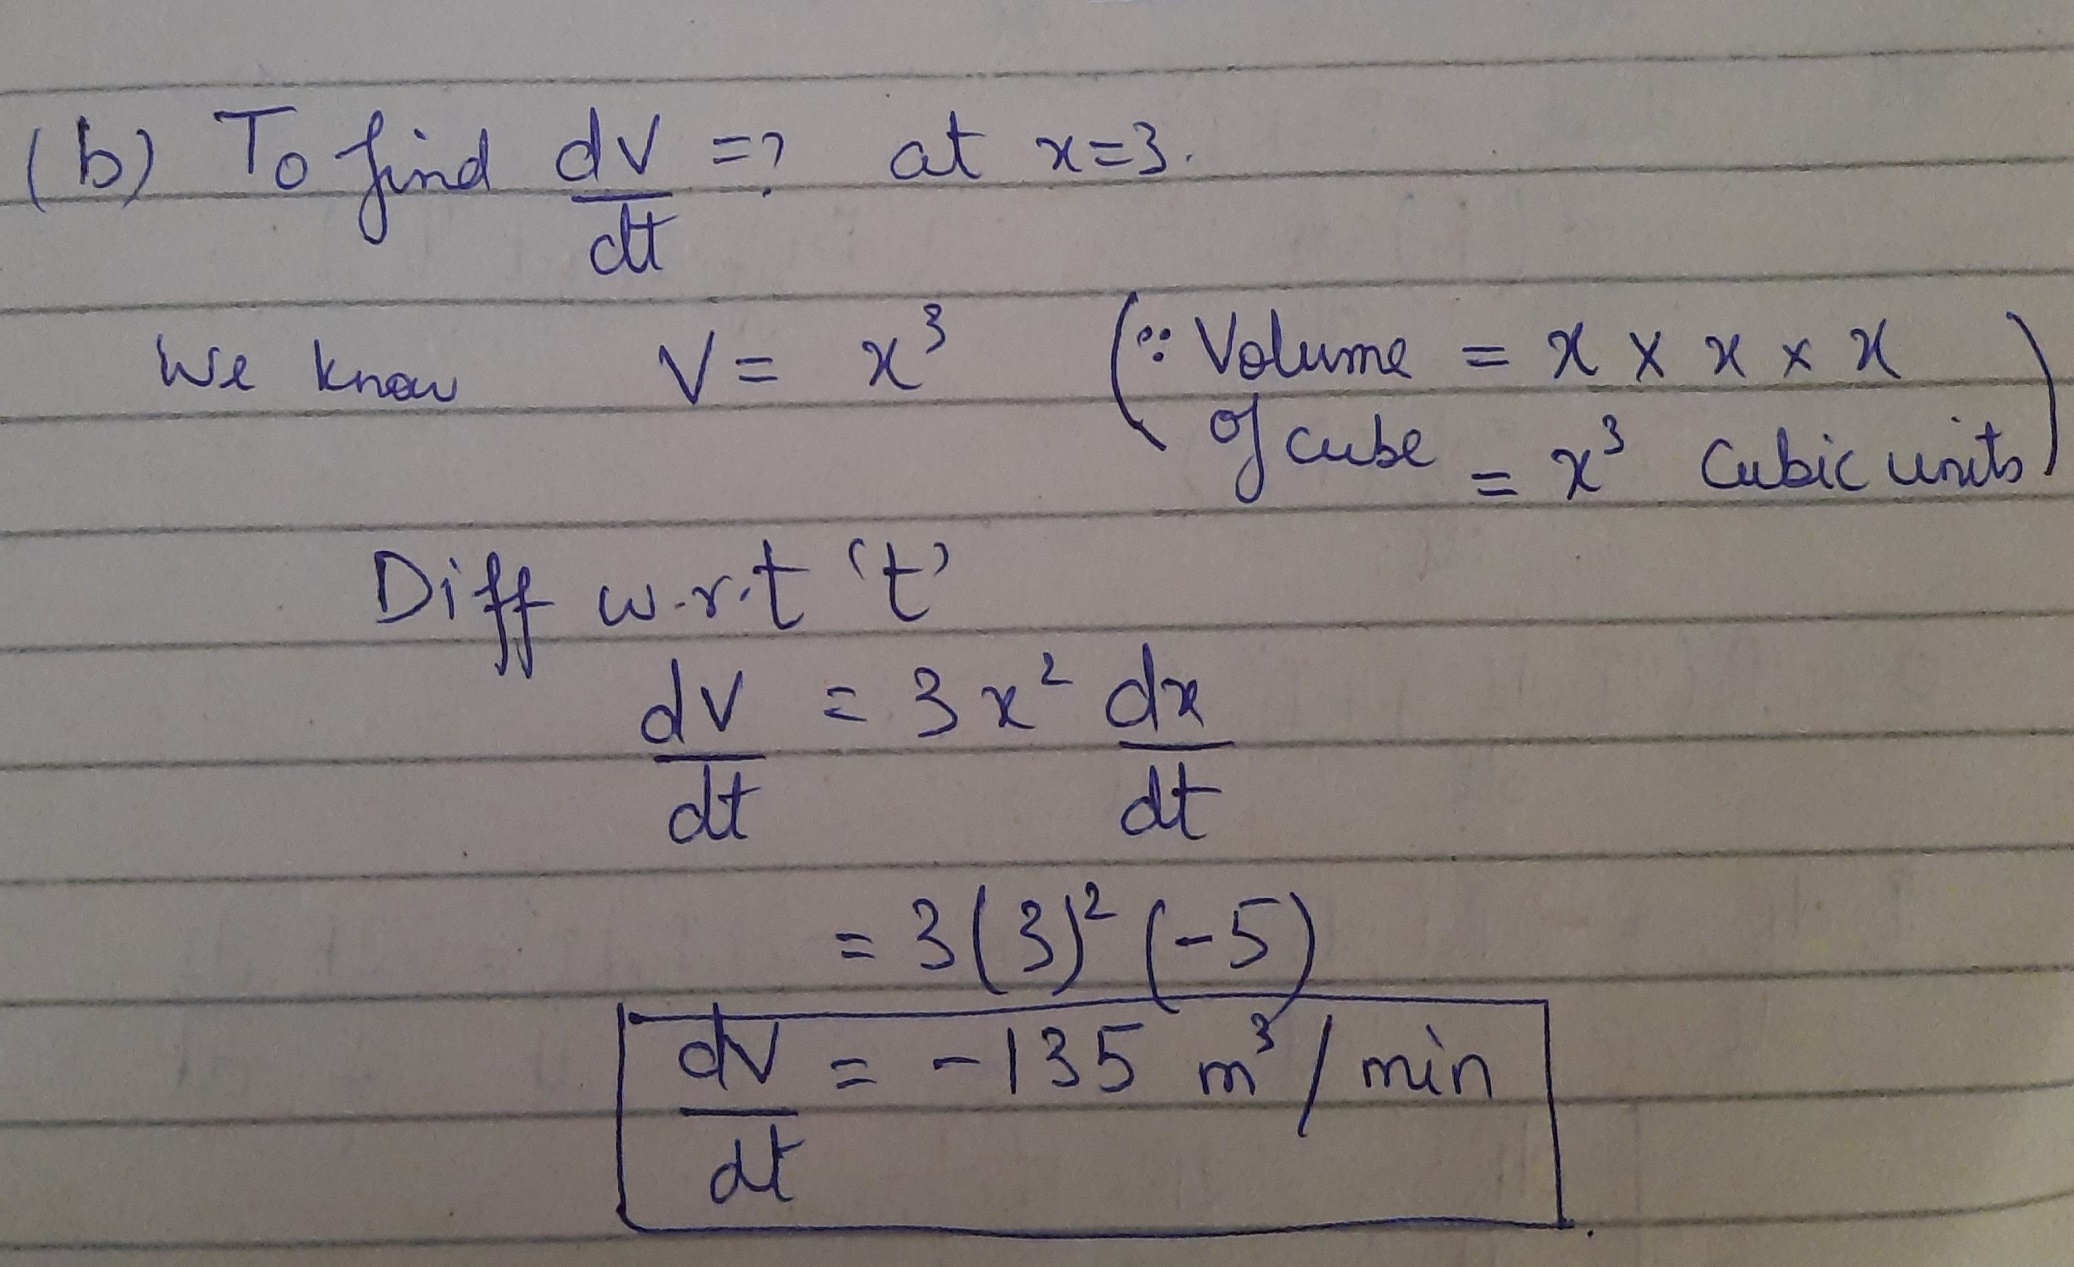 (b) To find dV/dt =? at x=3.
We know V = x³ (∵ Volume = x × x × x
of cube = x³ Cubic units)
Diff w.r.t 't'
dV/dt = 3x² dx/dt
= 3(3)² (-5)
dV/dt = -135 m³/min